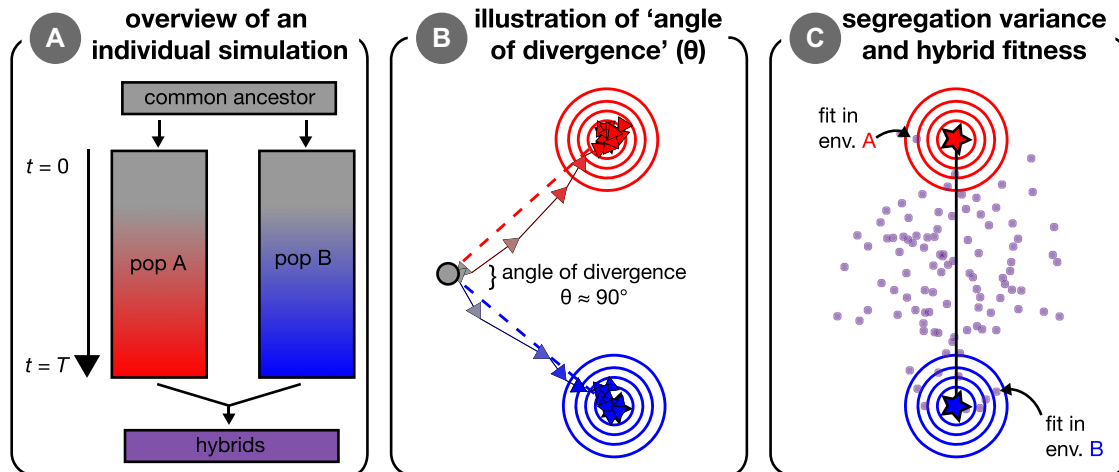 A
overview of an
individual simulation
common ancestor
t = 0
pop A
pop B
t = T
hybrids
B
illustration of ‘angle
of divergence’ (θ)
} angle of divergence
θ ≈ 90°
C
segregation variance
and hybrid fitness
fit in
env. A
fit in
env. B